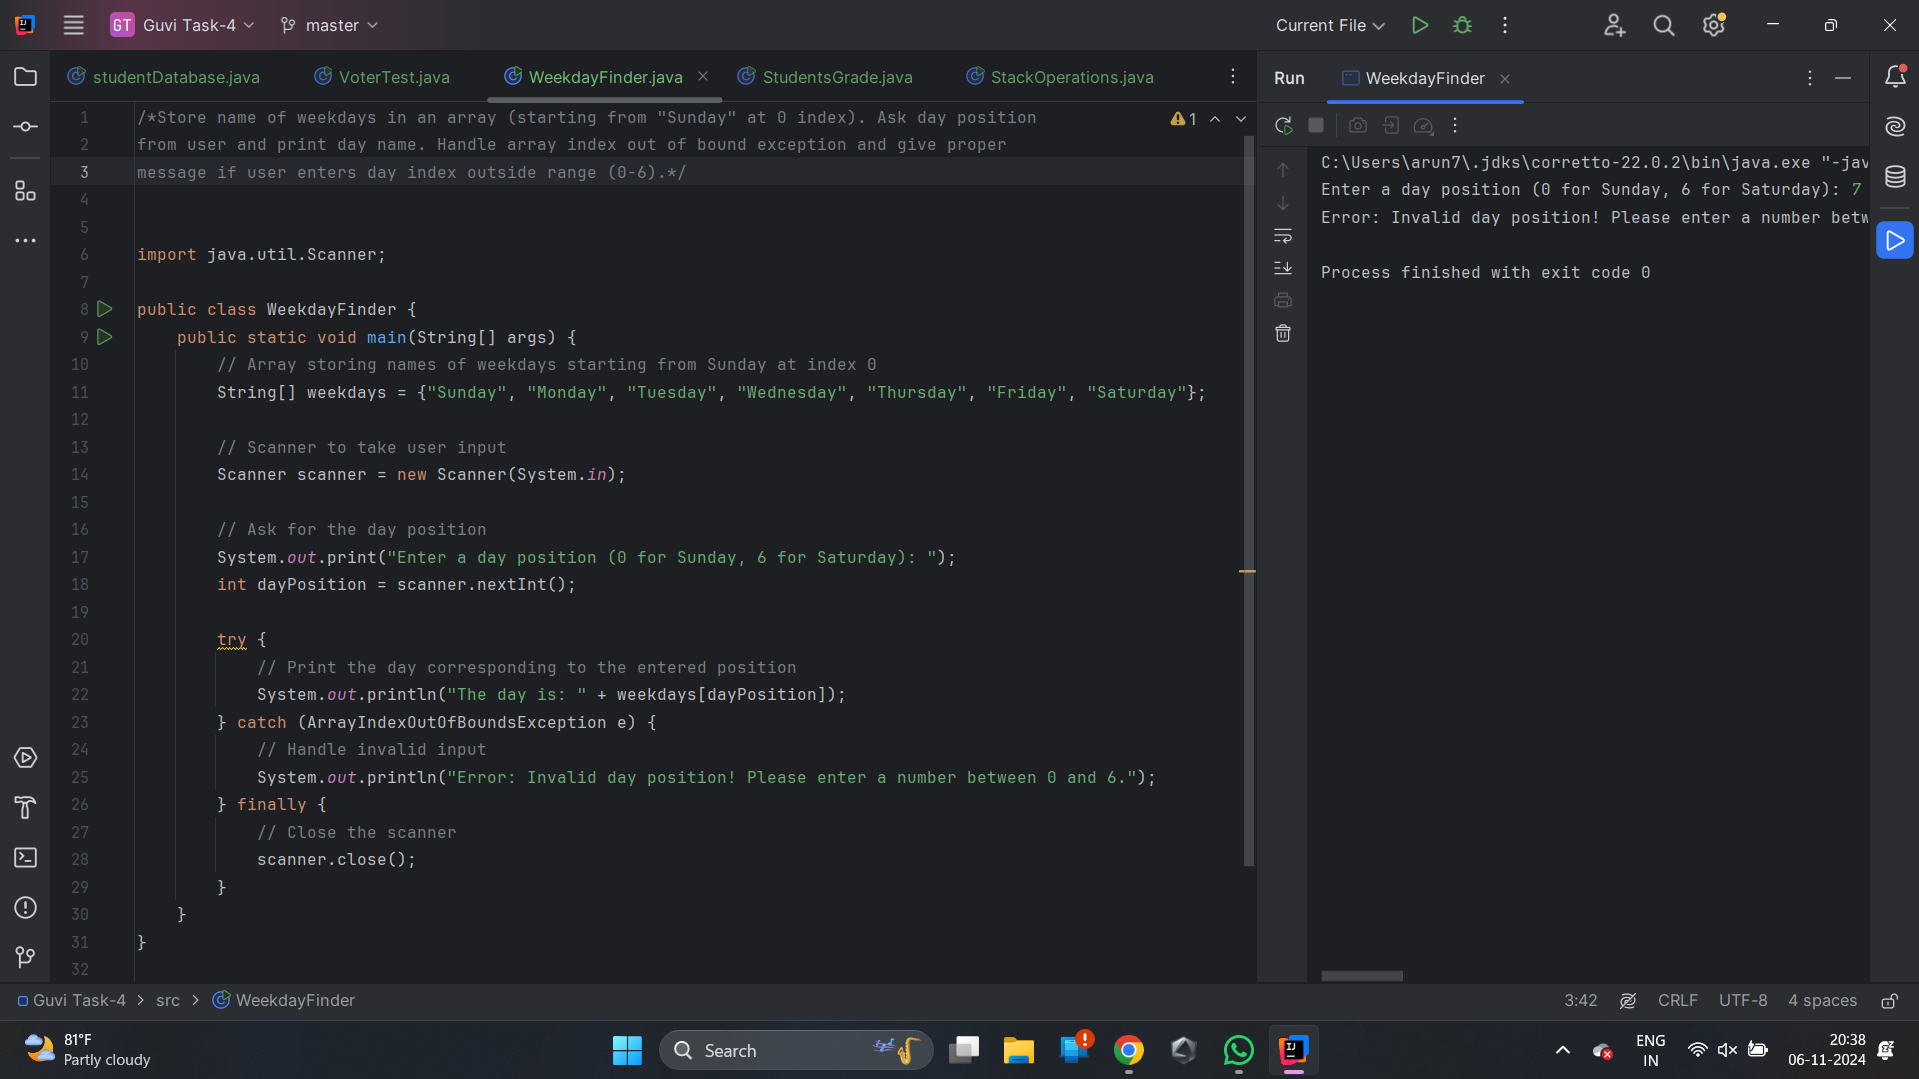 GT Guvi Task-4 master Current File
studentDatabase.java VoterTest.java WeekdayFinder.java StudentsGrade.java StackOperations.java
Run WeekdayFinder
1
1 /*Store name of weekdays in an array (starting from "Sunday" at 0 index). Ask day position
2 from user and print day name. Handle array index out of bound exception and give proper
3 message if user enters day index outside range (0-6).*/
4
5
6 import java.util.Scanner;
7
8 public class WeekdayFinder {
9 public static void main(String[] args) {
10 // Array storing names of weekdays starting from Sunday at index 0
11 String[] weekdays = {"Sunday", "Monday", "Tuesday", "Wednesday", "Thursday", "Friday", "Saturday"};
12
13 // Scanner to take user input
14 Scanner scanner = new Scanner(System.in);
15
16 // Ask for the day position
17 System.out.print("Enter a day position (0 for Sunday, 6 for Saturday): ");
18 int dayPosition = scanner.nextInt();
19
20 try {
21 // Print the day corresponding to the entered position
22 System.out.println("The day is: " + weekdays[dayPosition]);
23 } catch (ArrayIndexOutOfBoundsException e) {
24 // Handle invalid input
25 System.out.println("Error: Invalid day position! Please enter a number between 0 and 6.");
26 } finally {
27 // Close the scanner
28 scanner.close();
29 }
30 }
31 }
32
C:\Users\arun7\.jdks\corretto-22.0.2\bin\java.exe "-jav
Enter a day position (0 for Sunday, 6 for Saturday): 7
Error: Invalid day position! Please enter a number betw
Process finished with exit code 0
Guvi Task-4 > src > WeekdayFinder
3:42 CRLF UTF-8 4 spaces
81°F
Partly cloudy
Search
ENG
IN
20:38
06-11-2024